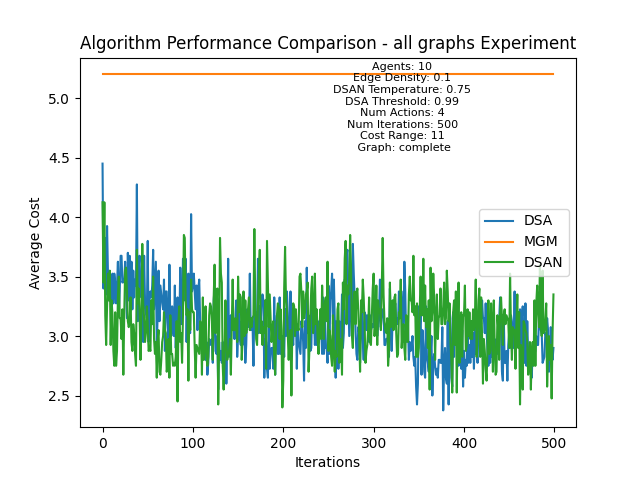 Algorithm Performance Comparison - all graphs Experiment
Agents: 10
Edge Density: 0.1
DSAN Temperature: 0.75
DSA Threshold: 0.99
Num Actions: 4
Num Iterations: 500
Cost Range: 11
Graph: complete
5.0
4.5
4.0
3.5
3.0
2.5
Average Cost
DSA
MGM
DSAN
0 100 200 300 400 500
Iterations